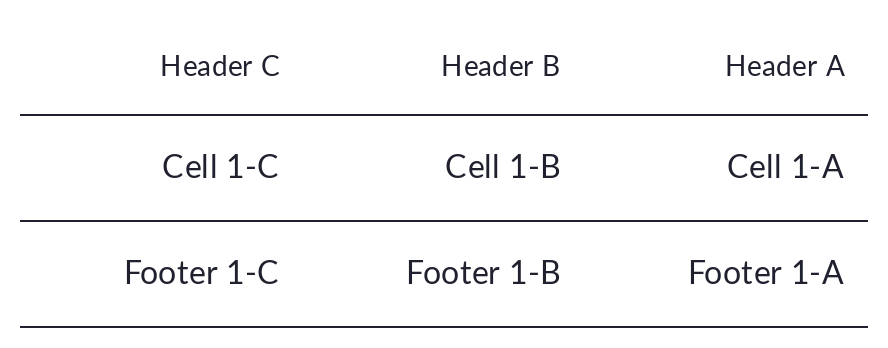 Header C Header B Header A
Cell 1-C Cell 1-B Cell 1-A
Footer 1-C Footer 1-B Footer 1-A